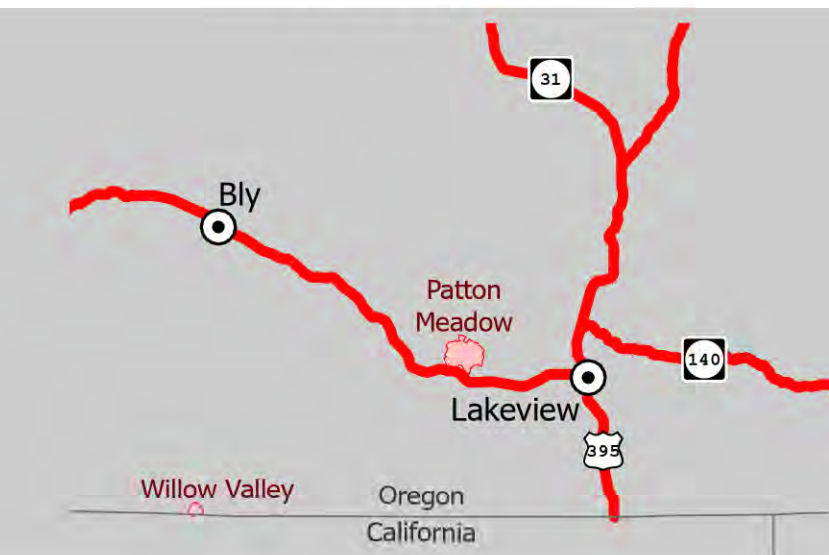 31
Bly
Patton
Meadow
140
Lakeview
395
Willow Valley
Oregon
California